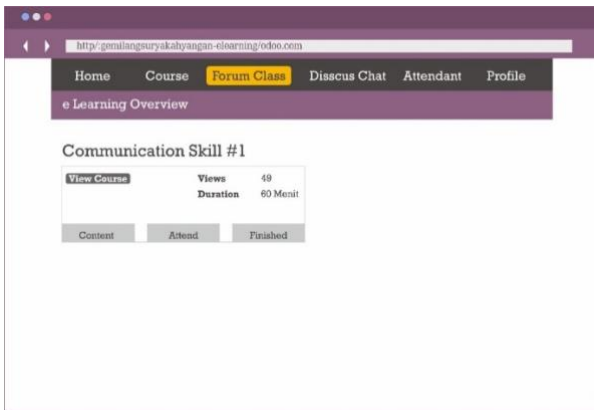 http/:gemilangsuryakahyangan-elearning/odoo.com
Home Course Forum Class Disscus Chat Attendant Profile
e Learning Overview
Communication Skill #1
View Course Views 49
Duration 60 Menit
Content Attend Finished